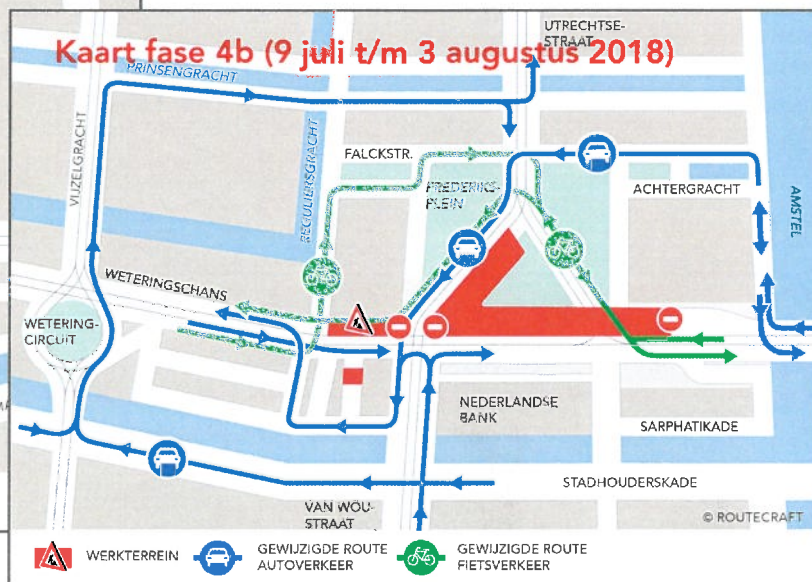 Kaart fase 4b (9 juli t/m 3 augustus 2018)
UTRECHTSE-
STRAAT
PRINSENGRACHT
VIJZELGRACHT
REGULIERSGRACHT
FALCKSTR.
FREDERIKS-
PLEIN
ACHTERGRACHT
AMSTEL
WETERINGSCHANS
WETERING-
CIRCUIT
NEDERLANDSE
BANK
SARPHATIKADE
STADHOUDERSKADE
VAN WOU-
STRAAT
© ROUTECRAFT
WERKTERREIN
GEWIJZIGDE ROUTE
AUTOVERKEER
GEWIJZIGDE ROUTE
FIETSVERKEER